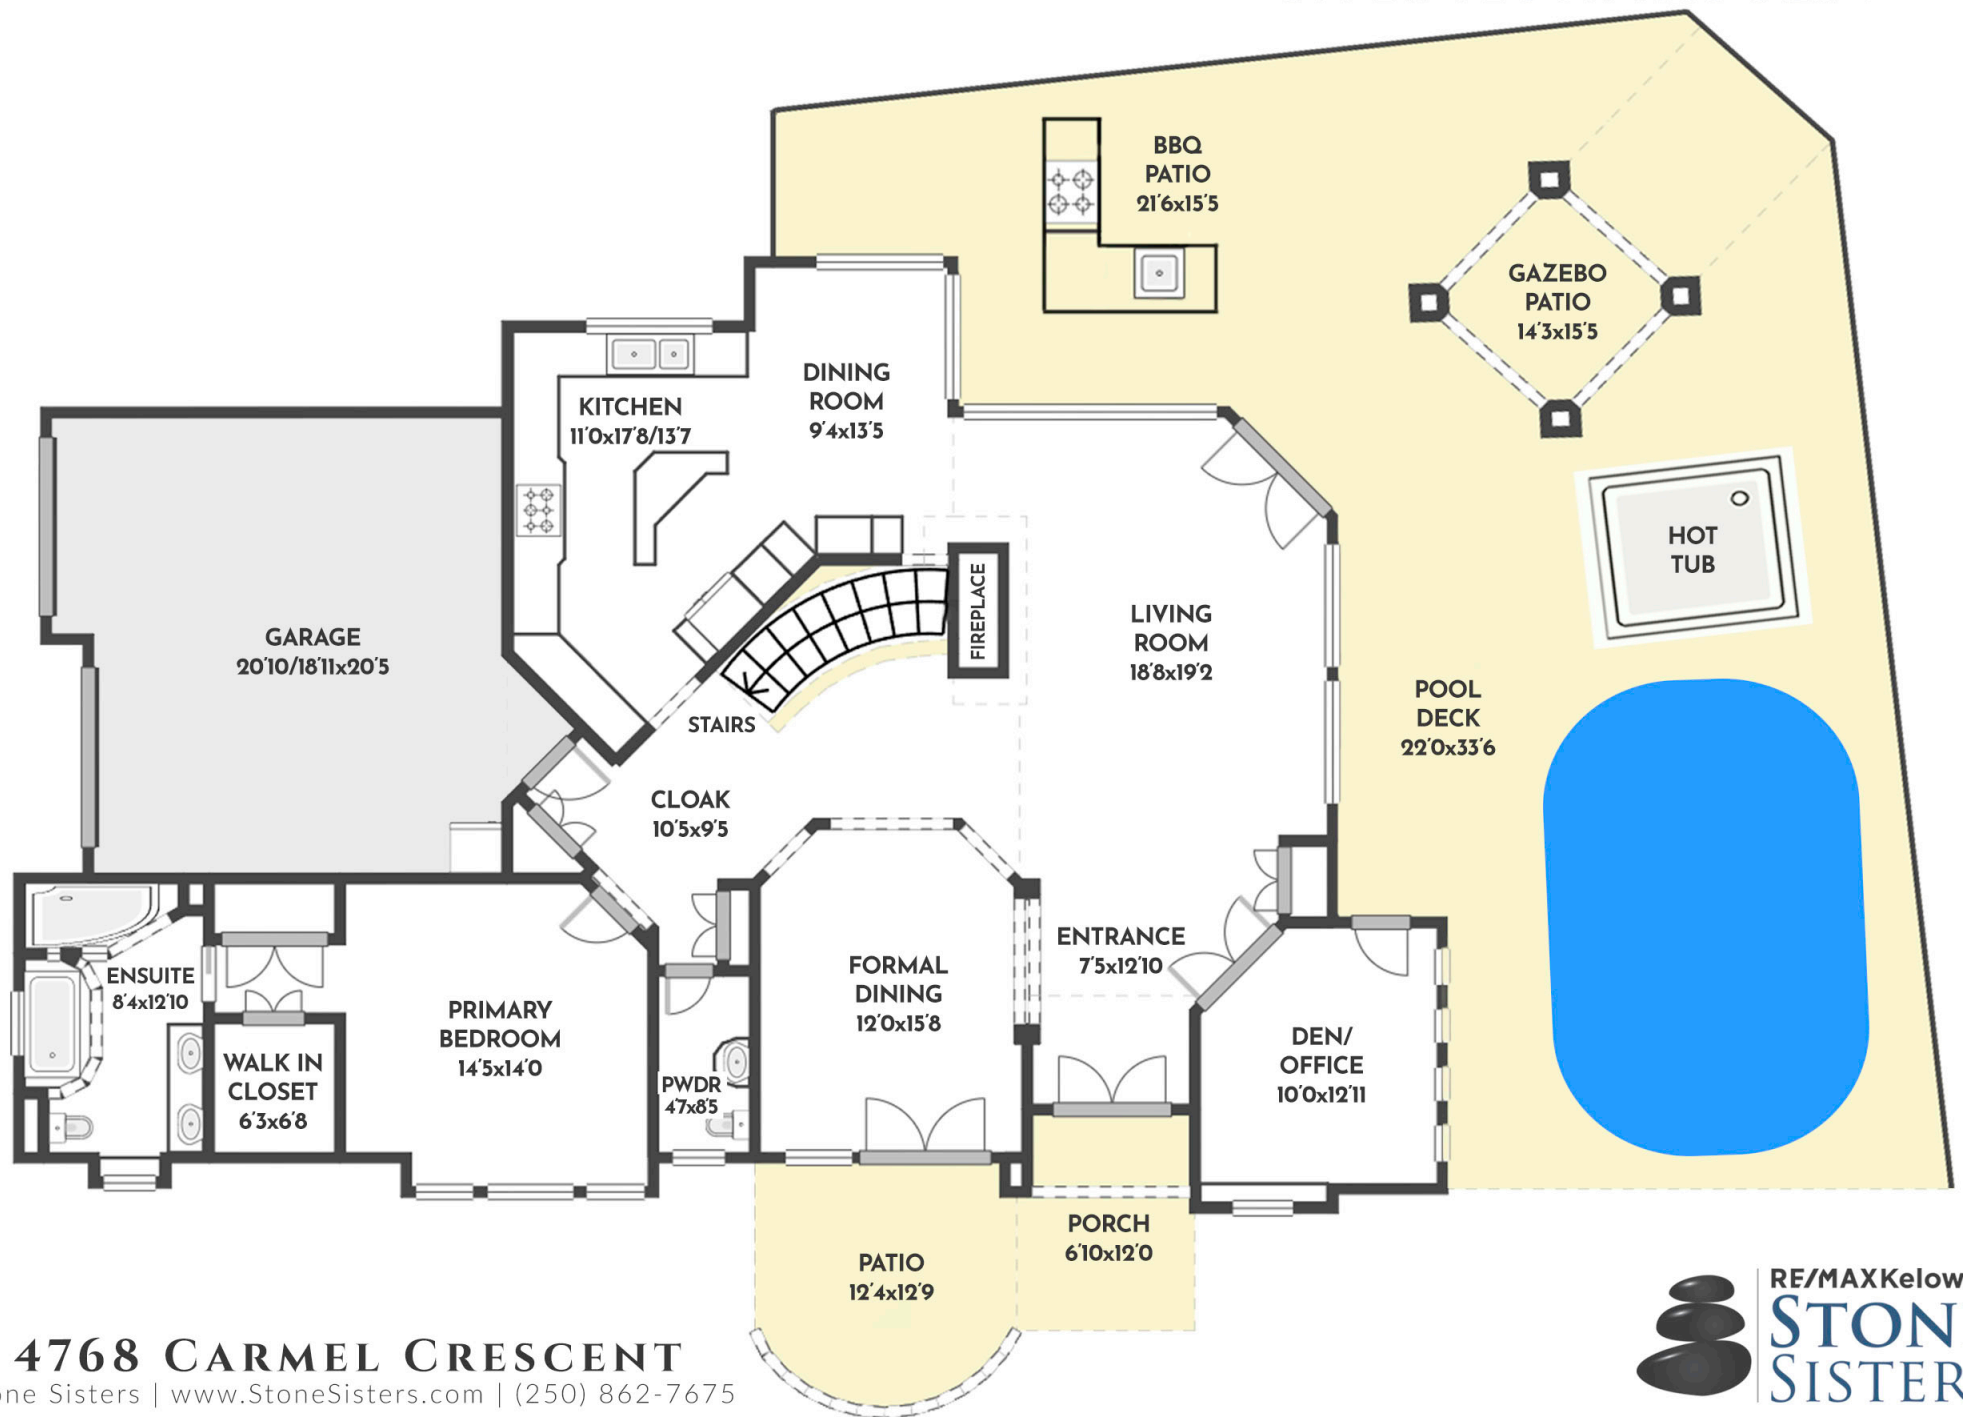 BBQ
PATIO
21'6x15'5
GAZEBO
PATIO
14'3x15'5
DINING
ROOM
9'4x13'5
KITCHEN
11'0x17'8/13'7
HOT
TUB
FIREPLACE
LIVING
ROOM
18'8x19'2
GARAGE
20'10/18'11x20'5
POOL
DECK
22'0x33'6
STAIRS
CLOAK
10'5x9'5
ENTRANCE
7'5x12'10
FORMAL
DINING
12'0x15'8
ENSUITE
8'4x12'10
PRIMARY
BEDROOM
14'5x14'0
WALK IN
CLOSET
6'3x6'8
PWDR
4'7x8'5
DEN/
OFFICE
10'0x12'11
PORCH
6'10x12'0
PATIO
12'4x12'9
4768 CARMEL CRESCENT
ne Sisters | www.StoneSisters.com | (250) 862-7675
RE/MAXKelow
STON
SISTER